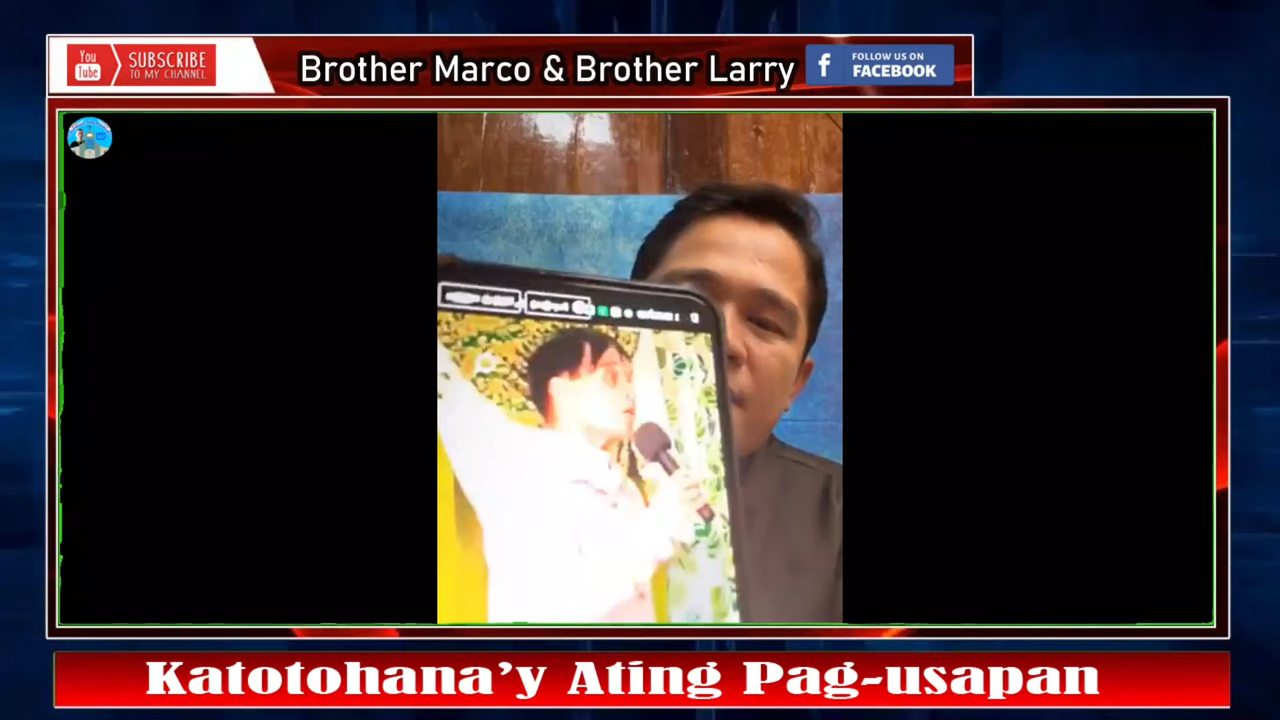 You
Tube
SUBSCRIBE
TO MY CHANNEL
Brother Marco & Brother Larry
f
FOLLOW US ON
FACEBOOK
Katotohana’y Ating Pag-usapan